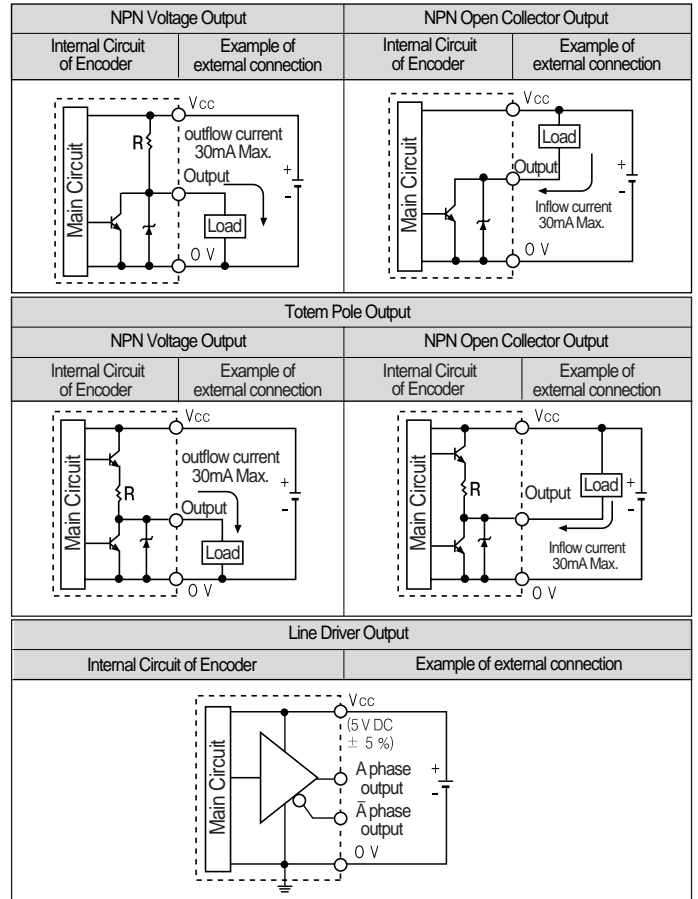 NPN Voltage Output
NPN Open Collector Output
Internal Circuit
of Encoder
Example of
external connection
Internal Circuit
of Encoder
Example of
external connection
Main Circuit
R
Vcc
outflow current
30mA Max.
Output
Load
0 V
+
-
Main Circuit
Vcc
Load
Output
Inflow current
30mA Max.
0 V
+
-
Totem Pole Output
NPN Voltage Output
NPN Open Collector Output
Internal Circuit
of Encoder
Example of
external connection
Internal Circuit
of Encoder
Example of
external connection
Main Circuit
R
Vcc
outflow current
30mA Max.
Output
Load
0 V
+
-
Main Circuit
R
Vcc
Output
Load
Inflow current
30mA Max.
0 V
+
-
Line Driver Output
Internal Circuit of Encoder
Example of external connection
Main Circuit
Vcc
(5 V DC
± 5 %)
A phase
output
A̅ phase
output
0 V
+
-